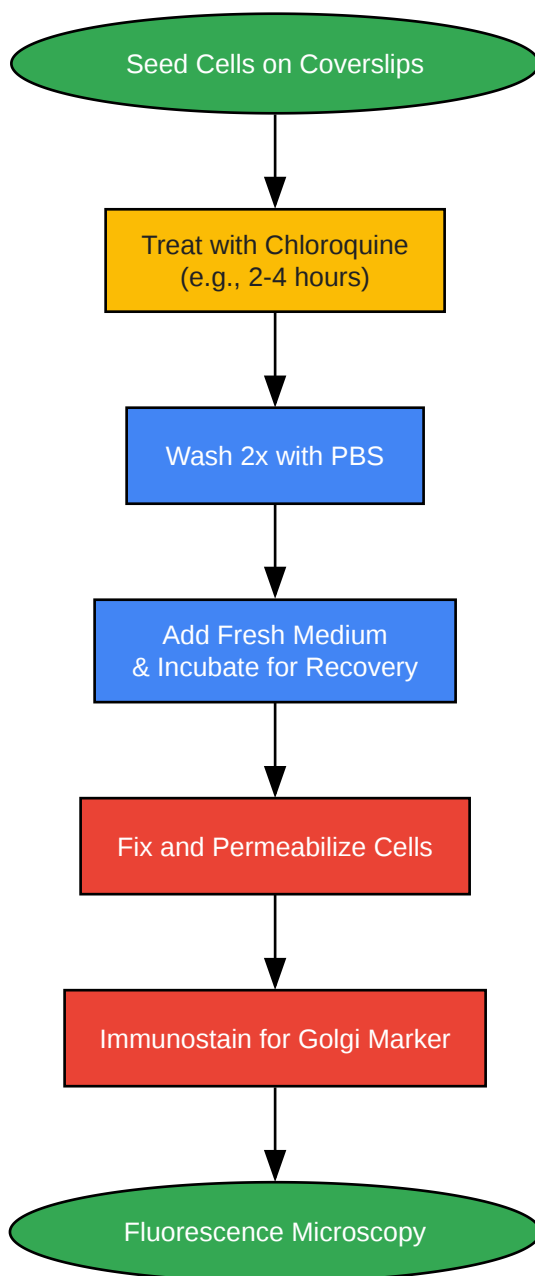 Seed Cells on Coverslips
Treat with Chloroquine
(e.g., 2-4 hours)
Wash 2x with PBS
Add Fresh Medium
& Incubate for Recovery
Fix and Permeabilize Cells
Immunostain for Golgi Marker
Fluorescence Microscopy